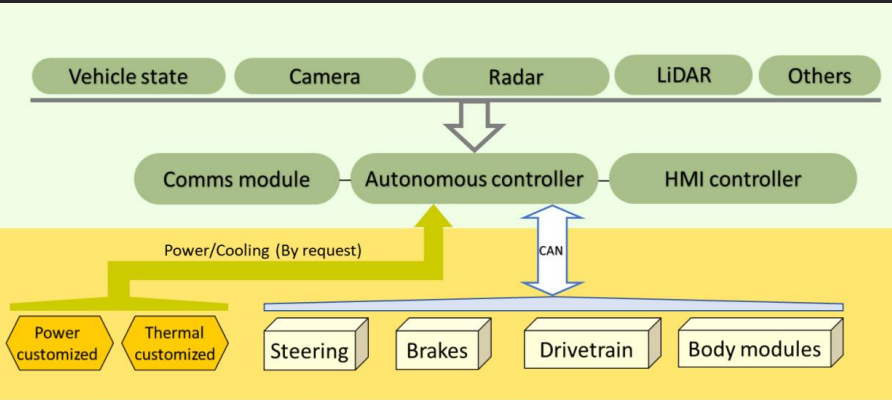 Vehicle state
Camera
Radar
LiDAR
Others
Comms module
Autonomous controller
HMI controller
Power/Cooling (By request)
CAN
Power
customized
Thermal
customized
Steering
Brakes
Drivetrain
Body modules